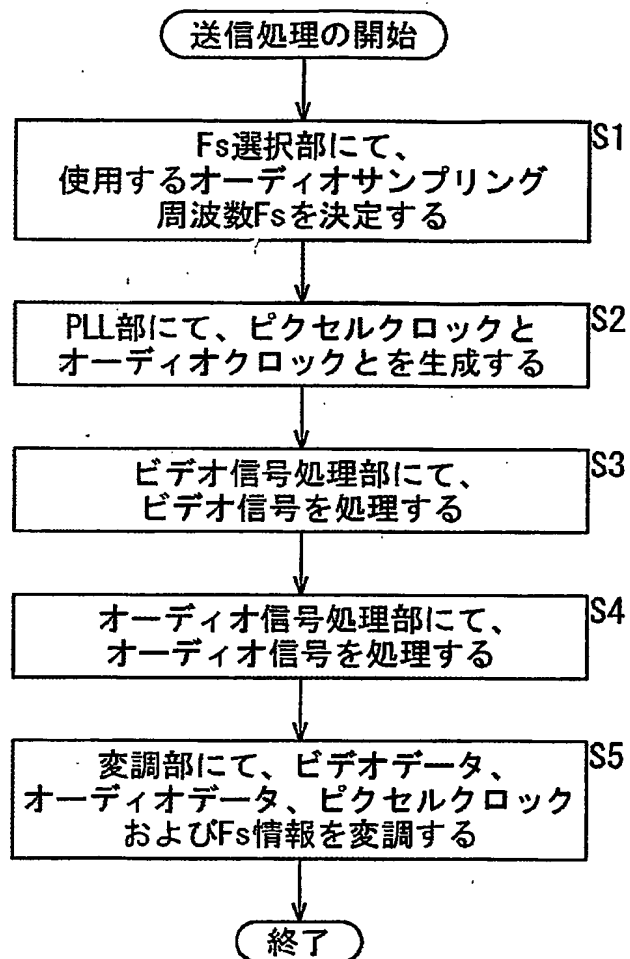 送信処理の開始
S1
Fs選択部にて、
使用するオーディオサンプリング
周波数Fsを決定する
S2
PLL部にて、ピクセルクロックと
オーディオクロックとを生成する
S3
ビデオ信号処理部にて、
ビデオ信号を処理する
S4
オーディオ信号処理部にて、
オーディオ信号を処理する
S5
変調部にて、ビデオデータ、
オーディオデータ、ピクセルクロック
およびFs情報を変調する
終了